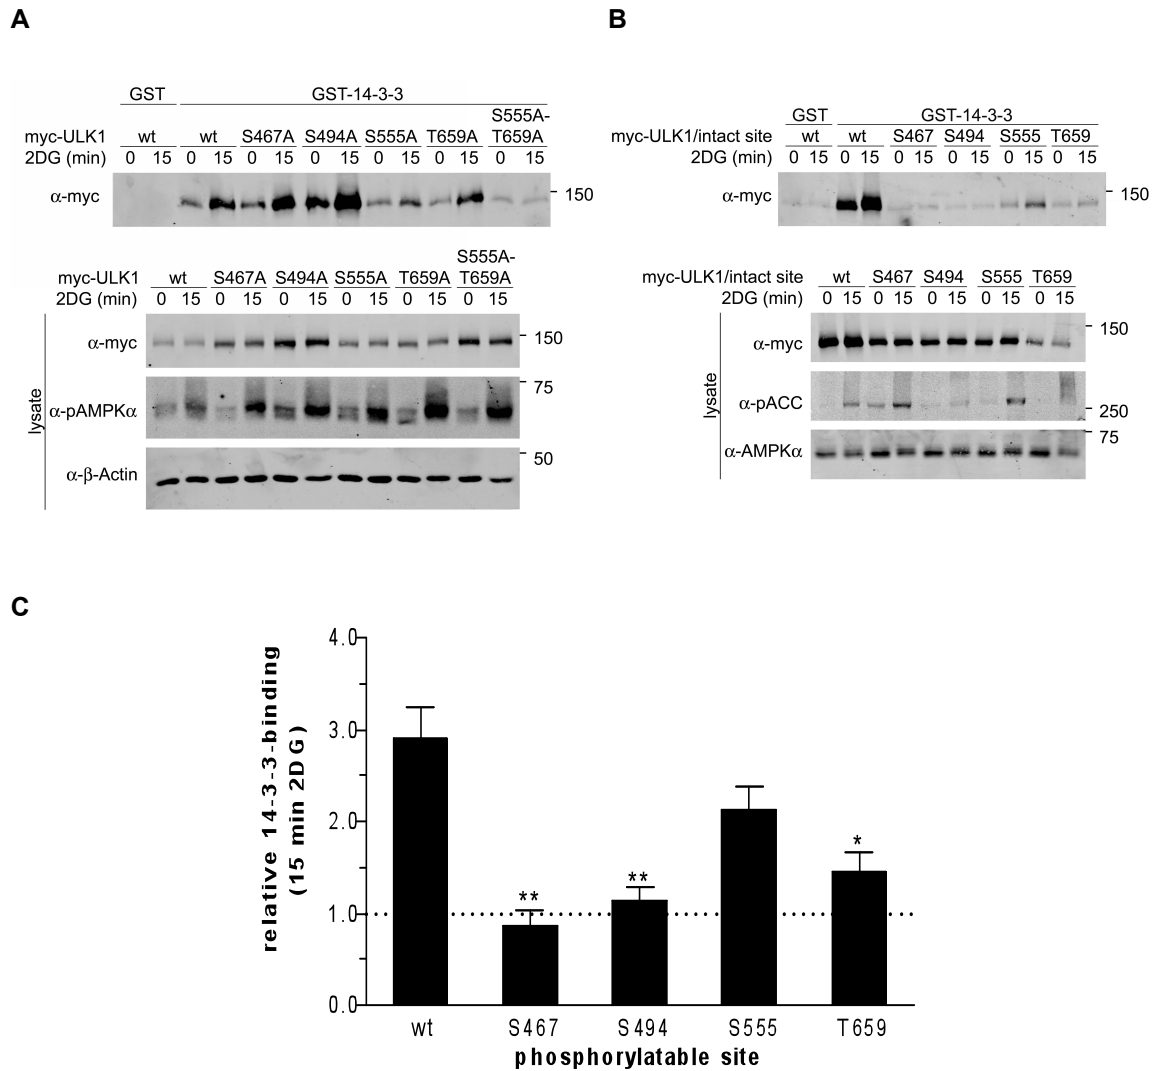 A
B
GST GST-14-3-3
S555A-
myc-ULK1 wt wt S467A S494A S555A T659A T659A
2DG (min) 0 15 0 15 0 15 0 15 0 15 0 15 0 15
α-myc 150
S555A-
myc-ULK1 wt S467A S494A S555A T659A T659A
2DG (min) 0 15 0 15 0 15 0 15 0 15 0 15
α-myc 150
75
α-pAMPKα
50
α-β-Actin
lysate
GST GST-14-3-3
myc-ULK1/intact site wt wt S467 S494 S555 T659
2DG (min) 0 15 0 15 0 15 0 15 0 15 0 15
α-myc 150
myc-ULK1/intact site wt S467 S494 S555 T659
2DG (min) 0 15 0 15 0 15 0 15 0 15
150
α-myc
α-pACC 250
75
α-AMPKα
lysate
C
relative 14-3-3-binding
(15 min 2DG)
4.0
3.0
2.0
1.0
0.0
** ** *
wt S467 S494 S555 T659
phosphorylatable site